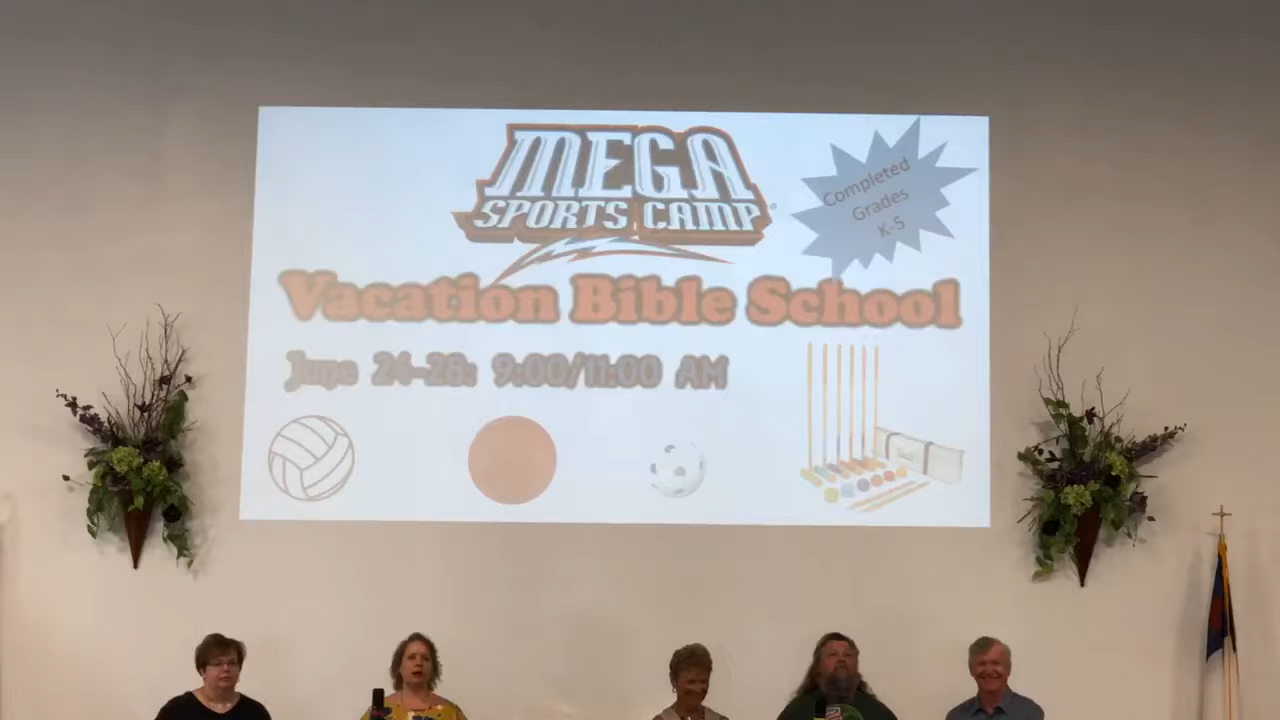 MEGA
SPORTS CAMP
Completed
Grades
K-5
Vacation Bible School
June 24-28: 9:00/11:00 AM